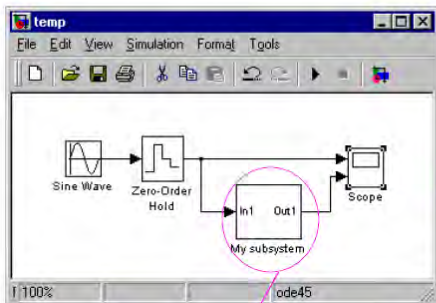 temp
File Edit View Simulation Format Tools
Sine Wave
Zero-Order
Hold
In1 Out1
My subsystem
Scope
100%
ode45